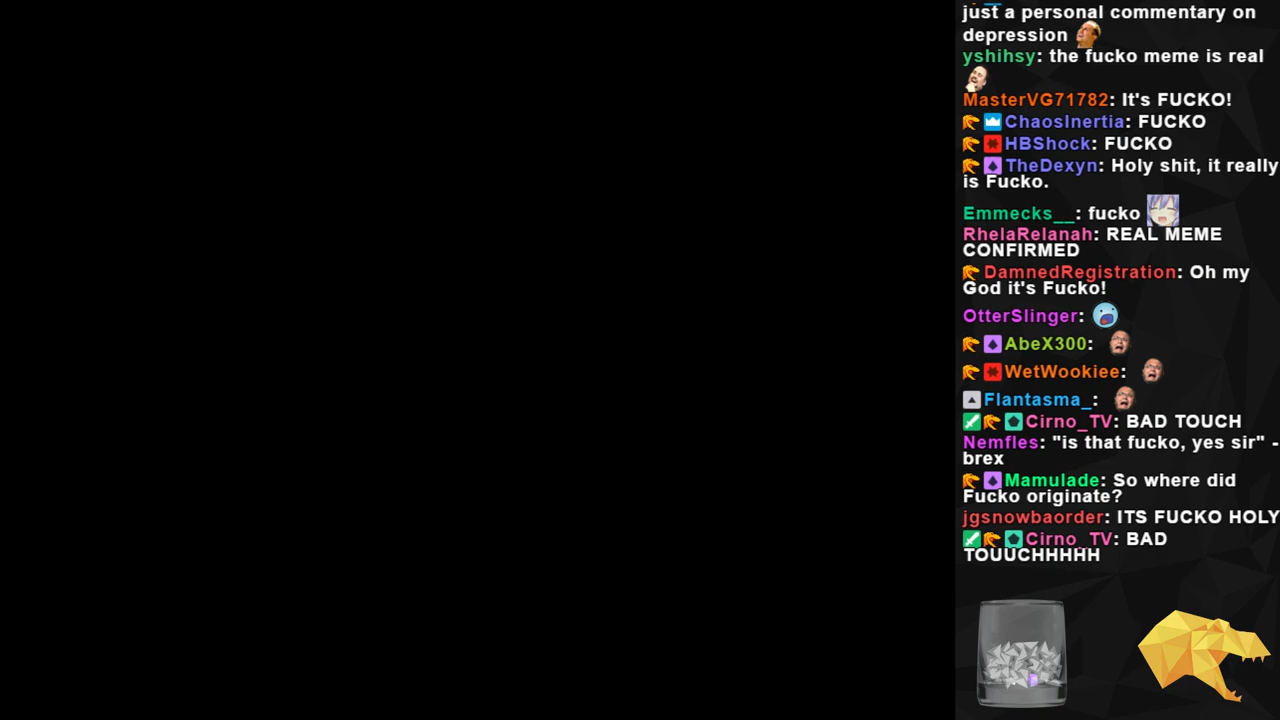 just a personal commentary on
depression
yshihsy: the fucko meme is real
MasterVG71782: It's FUCKO!
ChaosInertia: FUCKO
HBShock: FUCKO
TheDexyn: Holy shit, it really
is Fucko.
Emmecks__: fucko
RhelaRelanah: REAL MEME
CONFIRMED
DamnedRegistration: Oh my
God it's Fucko!
OtterSlinger:
AbeX300:
WetWookiee:
Flantasma_:
Cirno_TV: BAD TOUCH
Nemfles: "is that fucko, yes sir" -
brex
Mamulade: So where did
Fucko originate?
jgsnowbaorder: ITS FUCKO HOLY
Cirno_TV: BAD
TOUUCHHHHH